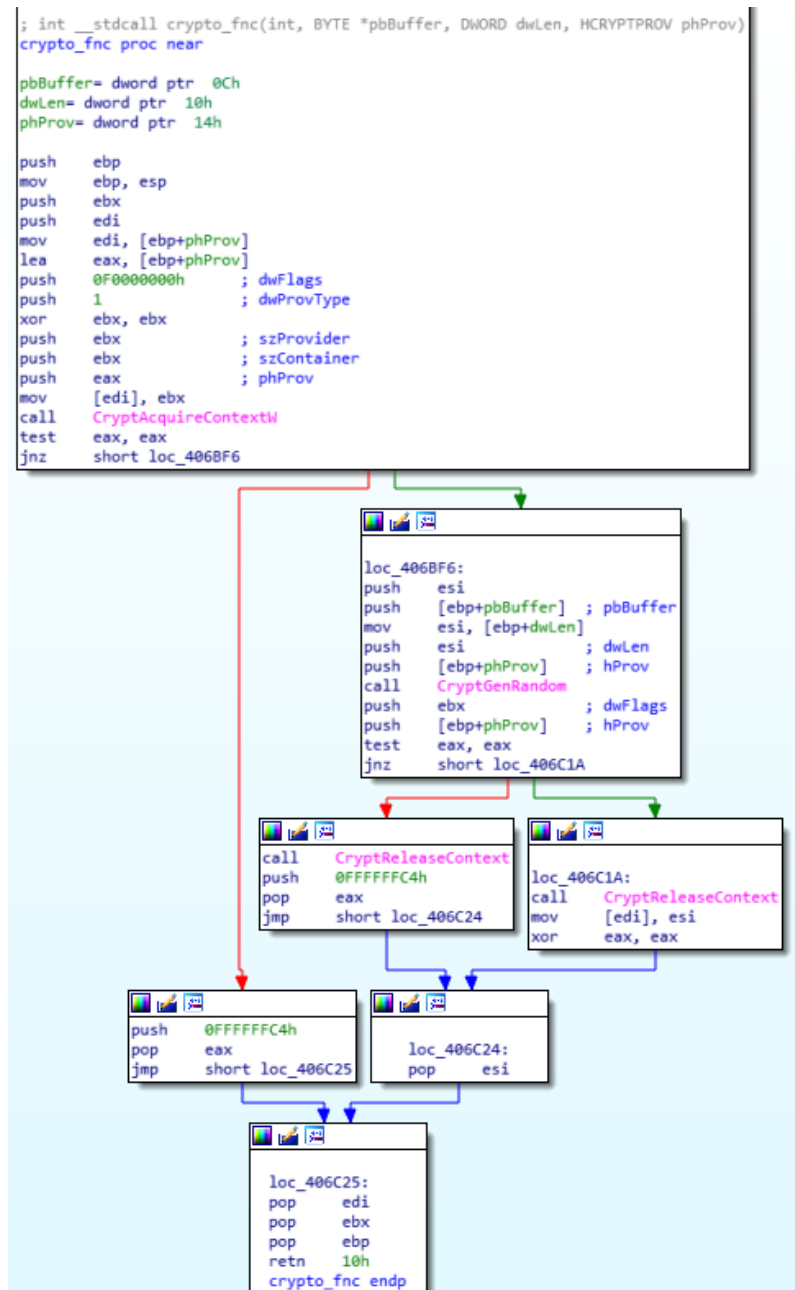 ; int __stdcall crypto_fnc(int, BYTE *pbBuffer, DWORD dwLen, HCRYPTPROV phProv)
crypto_fnc proc near
pbBuffer= dword ptr  0Ch
dwLen= dword ptr  10h
phProv= dword ptr  14h
push    ebp
mov     ebp, esp
push    ebx
push    edi
mov     edi, [ebp+phProv]
lea     eax, [ebp+phProv]
push    0F0000000h      ; dwFlags
push    1               ; dwProvType
xor     ebx, ebx
push    ebx             ; szProvider
push    ebx             ; szContainer
push    eax             ; phProv
mov     [edi], ebx
call    CryptAcquireContextW
test    eax, eax
jnz     short loc_406BF6
loc_406BF6:
push    esi
push    [ebp+pbBuffer]  ; pbBuffer
mov     esi, [ebp+dwLen]
push    esi             ; dwLen
push    [ebp+phProv]    ; hProv
call    CryptGenRandom
push    ebx             ; dwFlags
push    [ebp+phProv]    ; hProv
test    eax, eax
jnz     short loc_406C1A
call    CryptReleaseContext
push    0FFFFFFC4h
pop     eax
jmp     short loc_406C24
loc_406C1A:
call    CryptReleaseContext
mov     [edi], esi
xor     eax, eax
push    0FFFFFFC4h
pop     eax
jmp     short loc_406C25
loc_406C24:
pop     esi
loc_406C25:
pop     edi
pop     ebx
pop     ebp
retn    10h
crypto_fnc endp